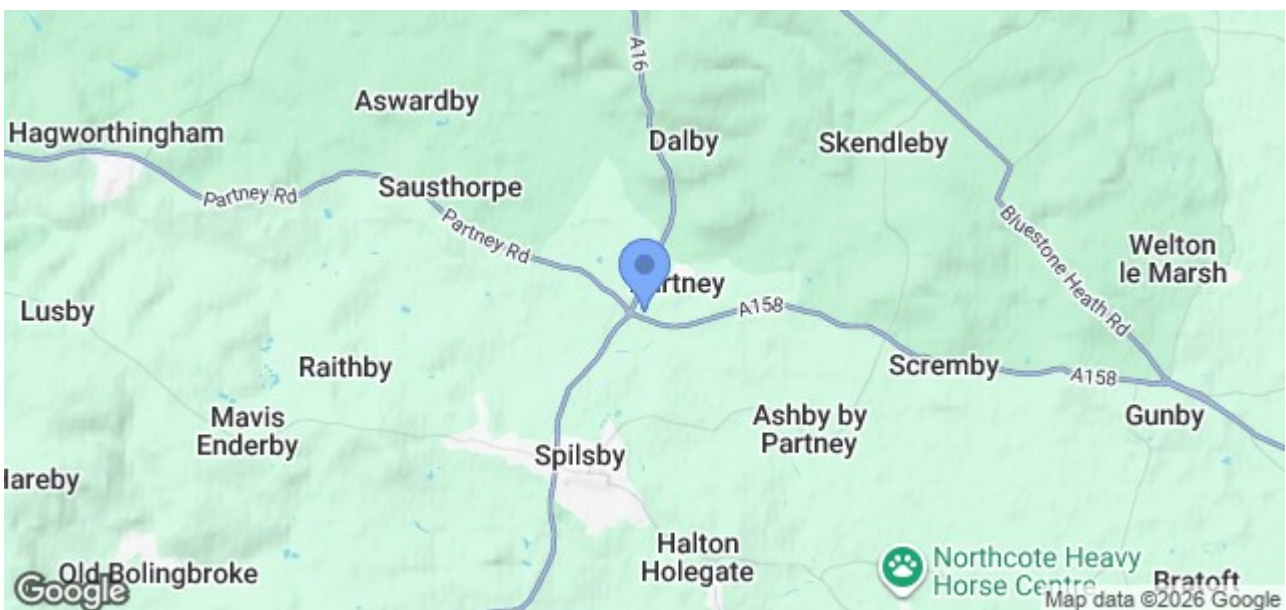 A16
Aswardby
Hagworthingham
Dalby
Skendleby
Partney Rd
Sausthorpe
Partney Rd
Bluestone Heath Rd
Welton
le Marsh
Lusby
A158
Raithby
Scremby
A158
Mavis
Enderby
Ashby by
Partney
Gunby
Spilsby
Halton
Holegate
Northcote Heavy
Horse Centre
Old Bolingbroke
Bratoft
Google
Map data ©2026 Google